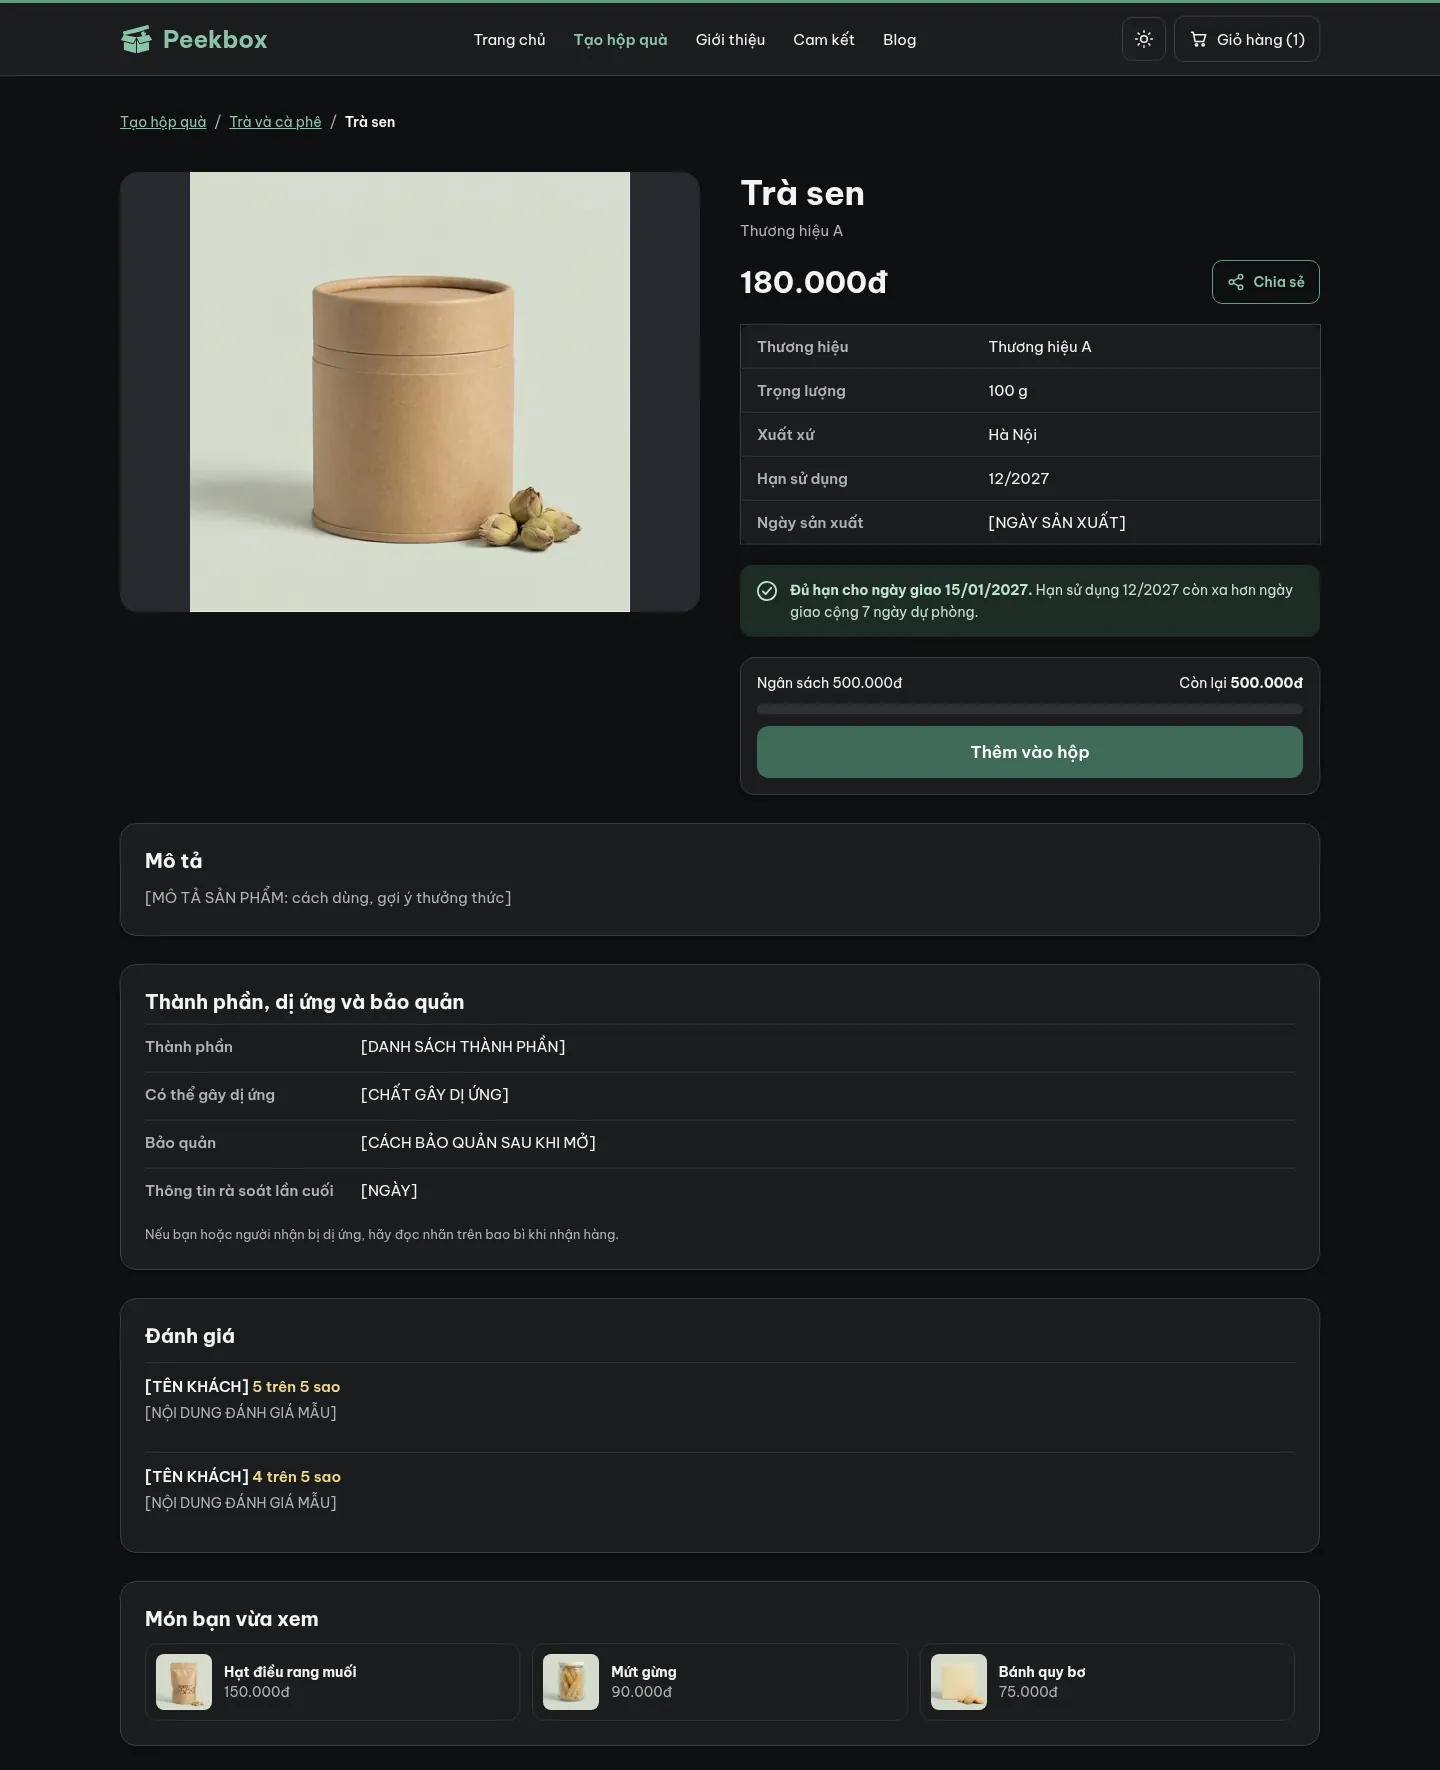 Peekbox
Trang chủ
Tạo hộp quà
Giới thiệu
Cam kết
Blog
Giỏ hàng (1)
Tạo hộp quà / Trà và cà phê / Trà sen
Trà sen
Thương hiệu A
180.000đ
Chia sẻ
Thương hiệu Thương hiệu A
Trọng lượng 100 g
Xuất xứ Hà Nội
Hạn sử dụng 12/2027
Ngày sản xuất [NGÀY SẢN XUẤT]
Đủ hạn cho ngày giao 15/01/2027. Hạn sử dụng 12/2027 còn xa hơn ngày
giao cộng 7 ngày dự phòng.
Ngân sách 500.000đ Còn lại 500.000đ
Thêm vào hộp
Mô tả
[MÔ TẢ SẢN PHẨM: cách dùng, gợi ý thưởng thức]
Thành phần, dị ứng và bảo quản
Thành phần [DANH SÁCH THÀNH PHẦN]
Có thể gây dị ứng [CHẤT GÂY DỊ ỨNG]
Bảo quản [CÁCH BẢO QUẢN SAU KHI MỞ]
Thông tin rà soát lần cuối [NGÀY]
Nếu bạn hoặc người nhận bị dị ứng, hãy đọc nhãn trên bao bì khi nhận hàng.
Đánh giá
[TÊN KHÁCH] 5 trên 5 sao
[NỘI DUNG ĐÁNH GIÁ MẪU]
[TÊN KHÁCH] 4 trên 5 sao
[NỘI DUNG ĐÁNH GIÁ MẪU]
Món bạn vừa xem
Hạt điều rang muối
150.000đ
Mứt gừng
90.000đ
Bánh quy bơ
75.000đ